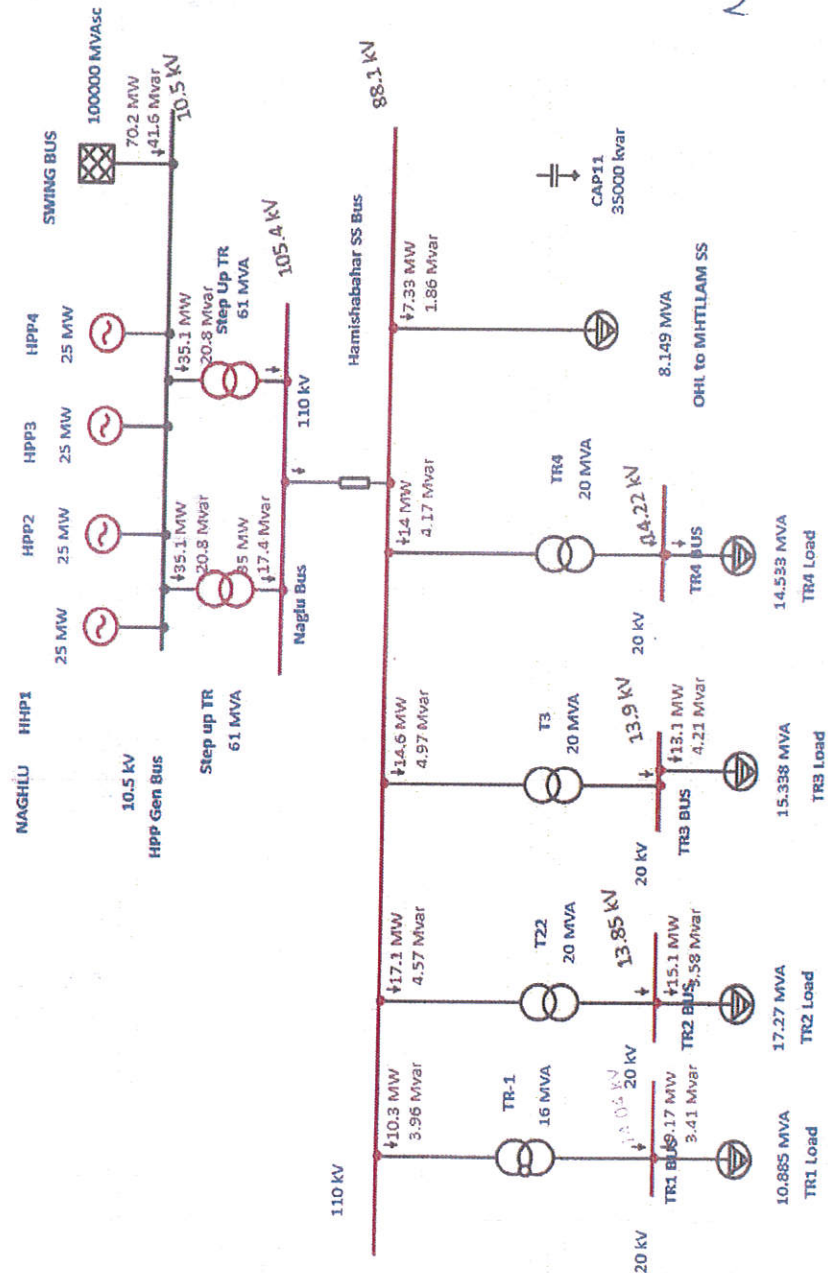 NAGHLU
HHP1
HPP2
HPP3
HPP4
SWING BUS
25 MW
25 MW
25 MW
25 MW
100000 MVAsc
70.2 MW
41.6 Mvar
10.5 kV
10.5 kV
HPP Gen Bus
35.1 MW
20.8 Mvar
35.1 MW
20.8 Mvar
Step up TR
61 MVA
Step Up TR
61 MVA
35 MW
17.4 Mvar
105.4 kV
Naglu Bus
110 kV
Hamishabahar SS Bus
88.1 kV
110 kV
10.3 MW
3.96 Mvar
17.1 MW
4.57 Mvar
14.6 MW
4.97 Mvar
14 MW
4.17 Mvar
7.33 MW
1.86 Mvar
TR-1
16 MVA
T22
20 MVA
T3
20 MVA
TR4
20 MVA
CAP11
35000 kvar
14.04 kV
13.85 kV
13.9 kV
14.22 kV
20 kV
20 kV
20 kV
20 kV
TR1 BUS
9.17 MW
3.41 Mvar
TR2 BUS
15.1 MW
3.58 Mvar
TR3 BUS
13.1 MW
4.21 Mvar
TR4 BUS
10.885 MVA
TR1 Load
17.27 MVA
TR2 Load
15.338 MVA
TR3 Load
14.533 MVA
TR4 Load
8.149 MVA
OHL to MHTLLAM SS